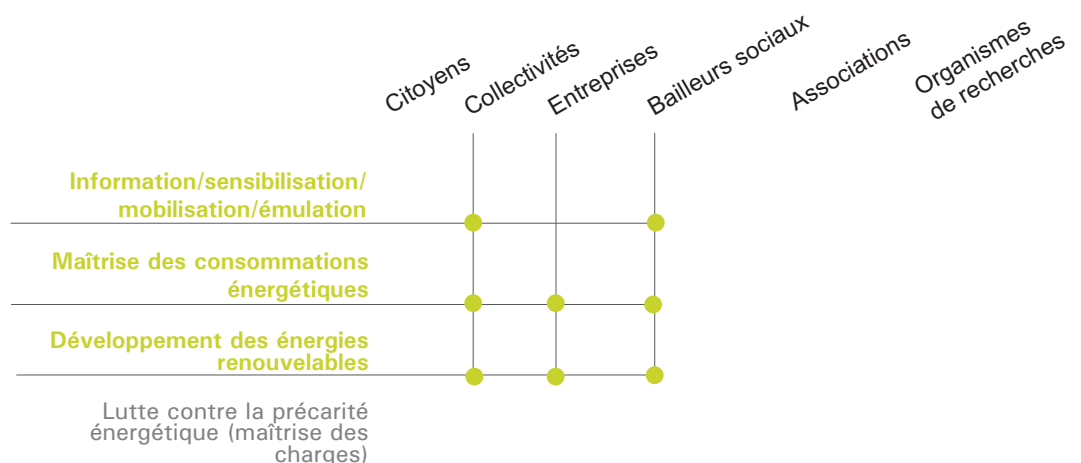 Citoyens
Collectivités
Entreprises
Bailleurs sociaux
Associations
Organismes
de recherches
Information/sensibilisation/
mobilisation/émulation
Maîtrise des consommations
énergétiques
Développement des énergies
renouvelables
Lutte contre la précarité
énergétique (maîtrise des
charges)